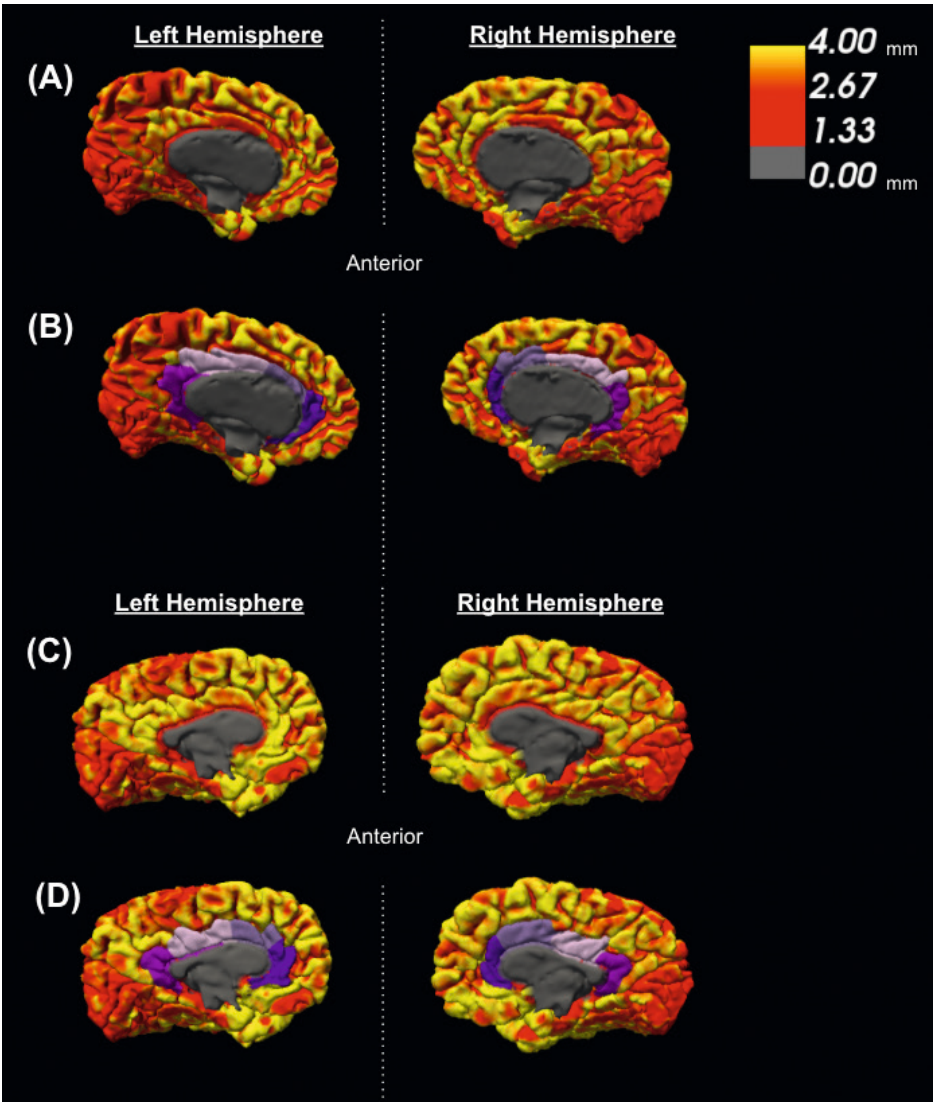 Left Hemisphere
Right Hemisphere
4.00 mm
2.67
1.33
0.00 mm
(A)
Anterior
(B)
Left Hemisphere
Right Hemisphere
(C)
Anterior
(D)